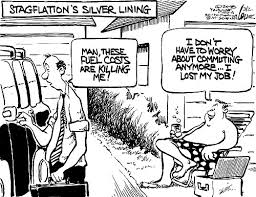 STAGFLATION'S SILVER LINING
MAN, THESE
FUEL COSTS
ARE KILLING
ME!
I DON'T
HAVE TO WORRY
ABOUT COMMUTING
ANYMORE... I
LOST MY JOB!